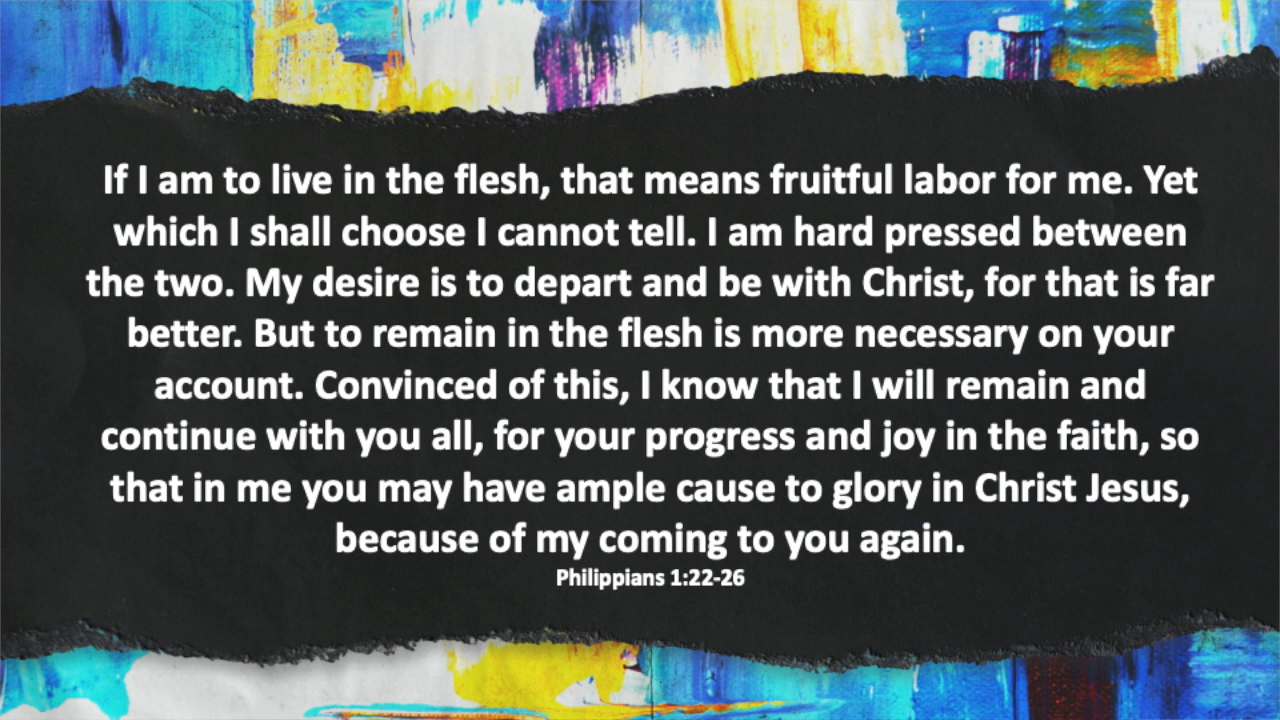 If I am to live in the flesh, that means fruitful labor for me. Yet
which I shall choose I cannot tell. I am hard pressed between
the two. My desire is to depart and be with Christ, for that is far
better. But to remain in the flesh is more necessary on your
account. Convinced of this, I know that I will remain and
continue with you all, for your progress and joy in the faith, so
that in me you may have ample cause to glory in Christ Jesus,
because of my coming to you again.
Philippians 1:22-26